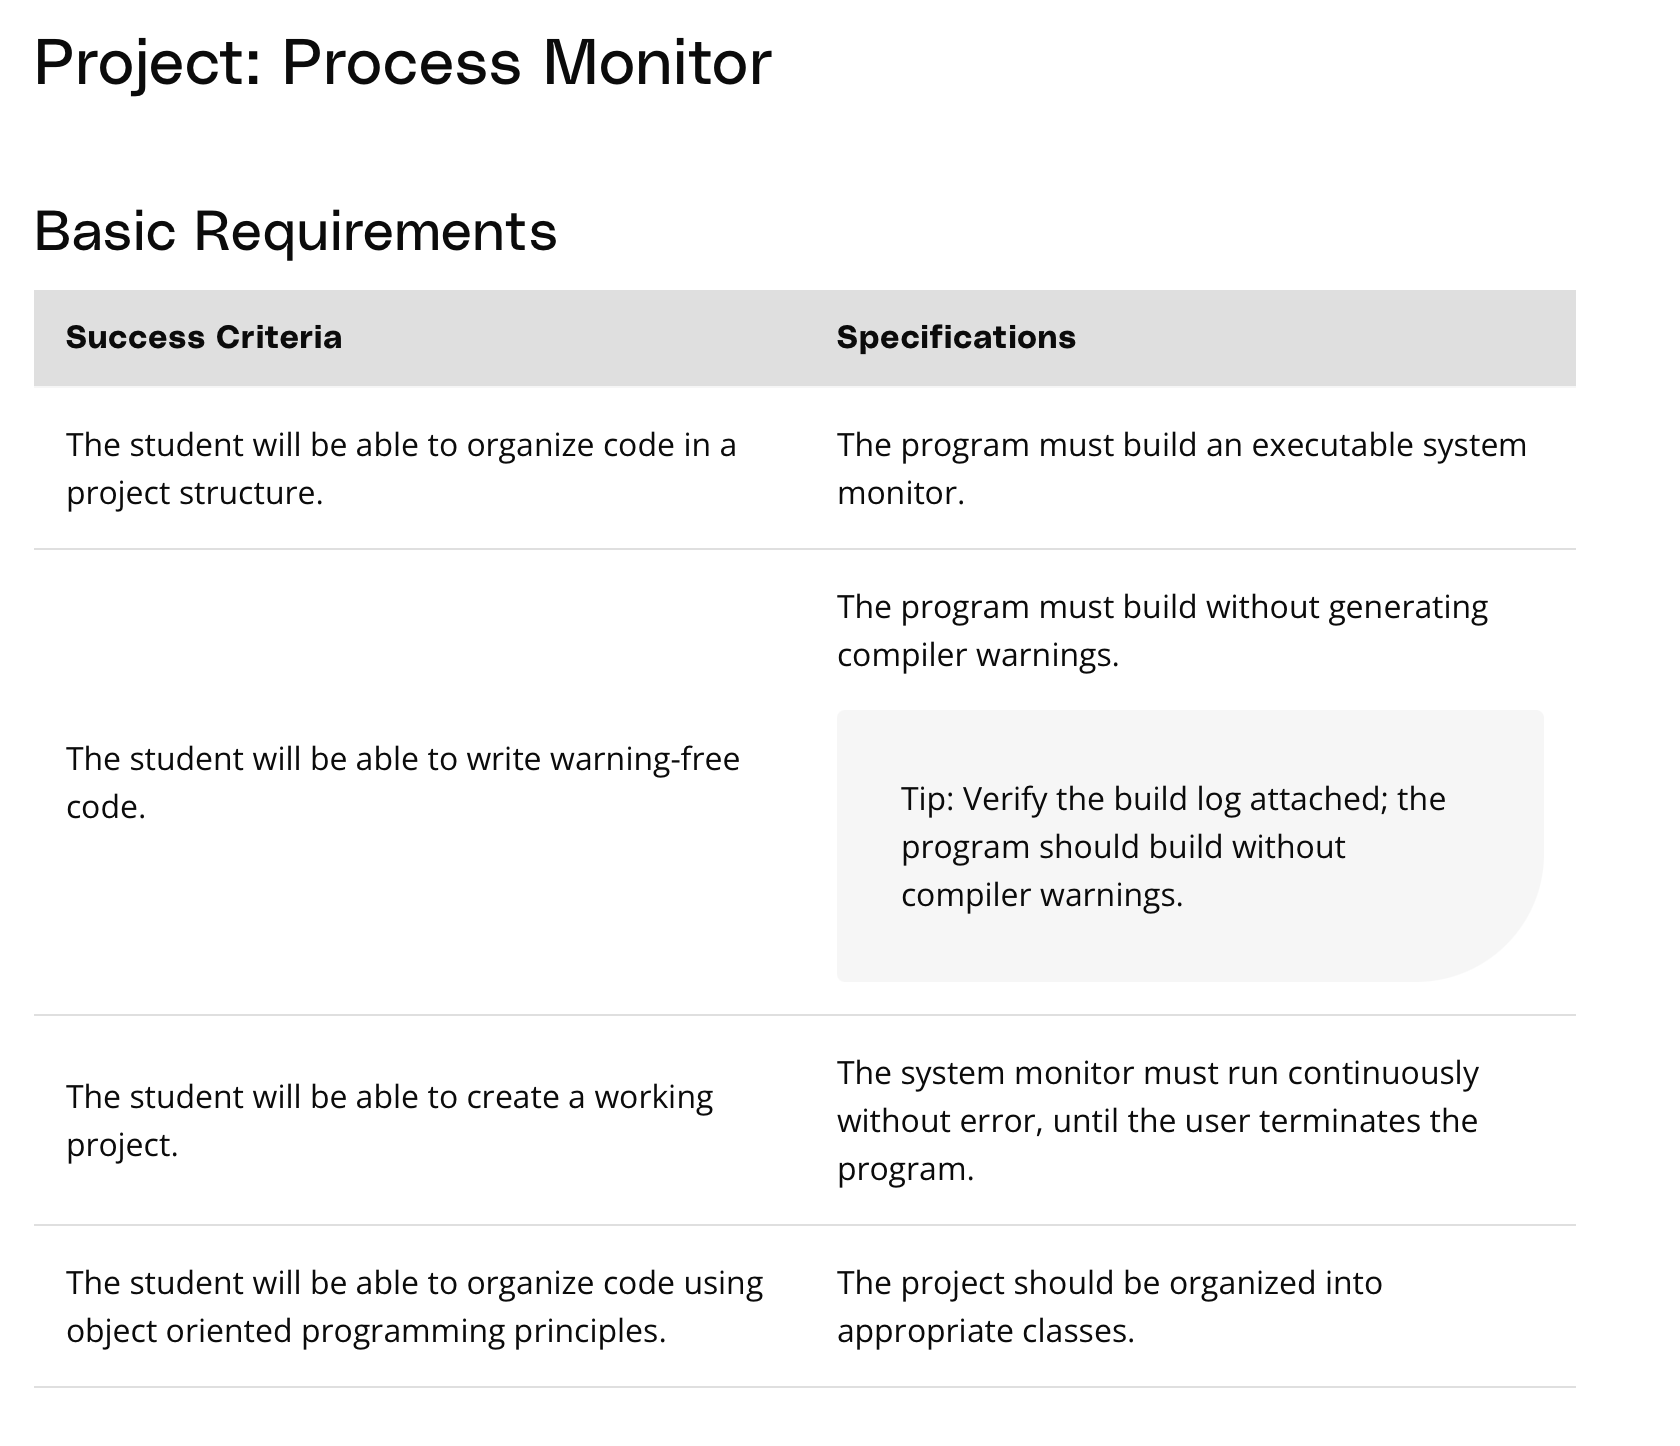 Project: Process Monitor
Basic Requirements
Success Criteria
Specifications
The student will be able to organize code in a
project structure.
The program must build an executable system
monitor.
The student will be able to write warning-free
code.
The program must build without generating
compiler warnings.
Tip: Verify the build log attached; the
program should build without
compiler warnings.
The student will be able to create a working
project.
The system monitor must run continuously
without error, until the user terminates the
program.
The student will be able to organize code using
object oriented programming principles.
The project should be organized into
appropriate classes.